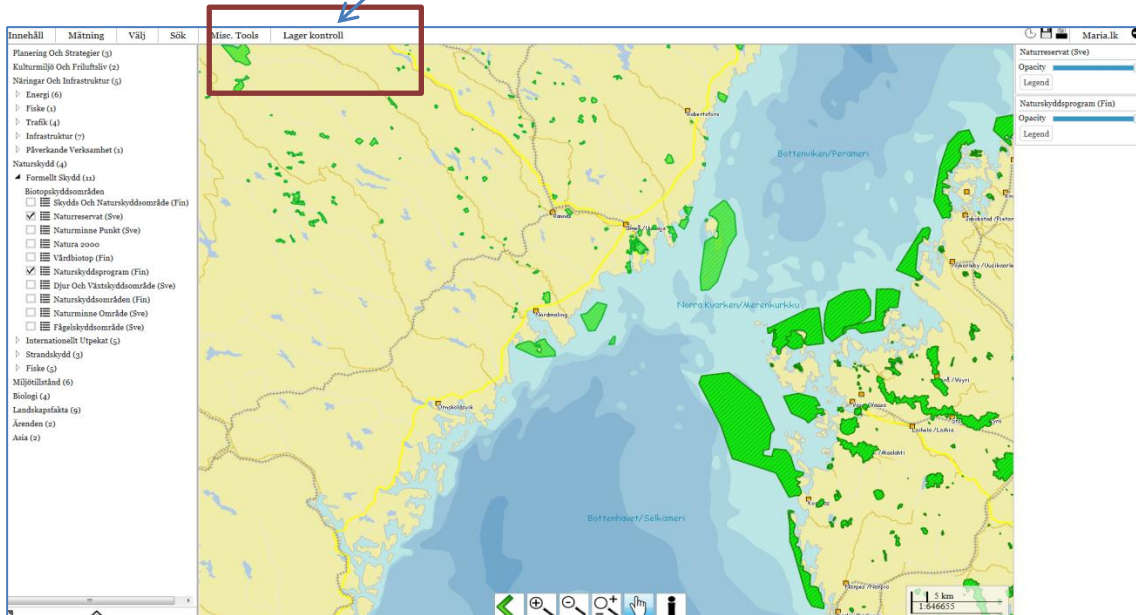 Innehåll Mätning Välj Sök Misc. Tools Lager kontroll Maria.lk
Planering Och Strategier (3)
Kulturmiljö Och Friluftsliv (2)
Näringar Och Infrastruktur (5)
Energi (6)
Fiske (1)
Trafik (4)
Infrastruktur (7)
Påverkande Verksamhet (1)
Naturskydd (4)
Formellt Skydd (11)
Biotopskyddsområden
Skydds Och Naturskyddsområde (Fin)
Naturreservat (Sve)
Naturminne Punkt (Sve)
Natura 2000
Vårdbiotop (Fin)
Naturskyddsprogram (Fin)
Djur Och Växtskyddsområde (Sve)
Naturskyddsområden (Fin)
Naturminne Område (Sve)
Fågelskyddsområde (Sve)
Internationellt Utpekat (5)
Strandskydd (3)
Fiske (5)
Miljötillstånd (6)
Biologi (4)
Landskapsfakta (9)
Ärenden (2)
Asia (2)
Robertsfors
Bottenviken/Perämeri
Vännäs
Norra Kvarken/Merenkurkku
Nordmaling
Örnsköldsvik
Bottenhavet/Selkämeri
Naturreservat (Sve)
Opacity
Legend
Naturskyddsprogram (Fin)
Opacity
Legend
5 km
1:646655